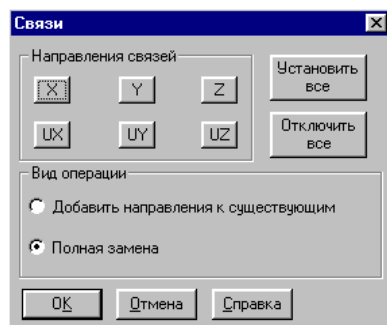 Связи
Направления связей
X Y Z
UX UY UZ
Установить все
Отключить все
Вид операции
Добавить направления к существующим
Полная замена
OK Отмена Справка